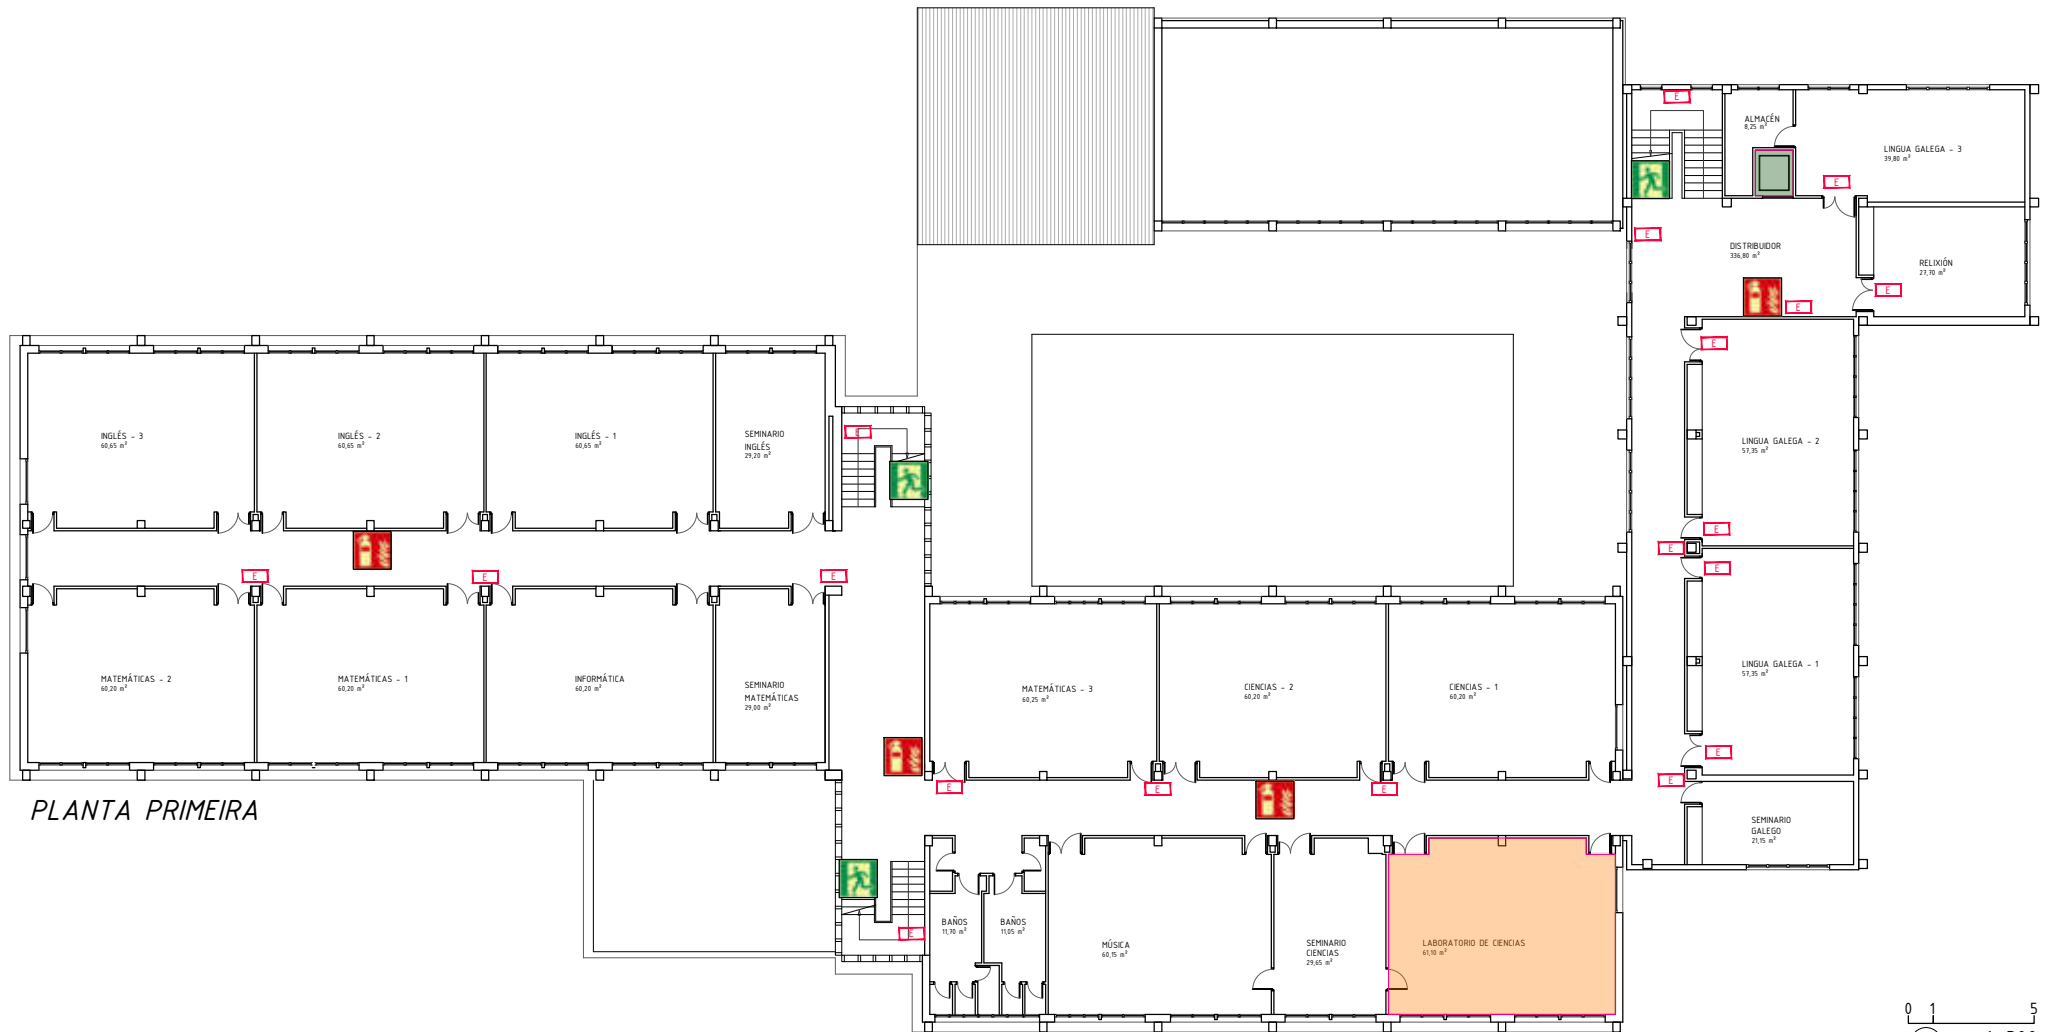 E
ALMACÉN
8,25 m²
LINGUA GALEGA - 3
39,80 m²
E
E
DISTRIBUIDOR
336,80 m²
RELIXIÓN
27,70 m²
E
E
E
INGLÉS - 3
60,65 m²
INGLÉS - 2
60,65 m²
INGLÉS - 1
60,65 m²
SEMINARIO
INGLÉS
29,20 m²
E
LINGUA GALEGA - 2
57,35 m²
E
E
E
E
E
E
E
MATEMÁTICAS - 2
60,20 m²
MATEMÁTICAS - 1
60,20 m²
INFORMÁTICA
60,20 m²
SEMINARIO
MATEMÁTICAS
29,00 m²
MATEMÁTICAS - 3
60,25 m²
CIENCIAS - 2
60,20 m²
CIENCIAS - 1
60,20 m²
LINGUA GALEGA - 1
57,35 m²
E
E
E
E
E
PLANTA PRIMEIRA
SEMINARIO
GALEGO
21,15 m²
E
BAÑOS
11,70 m²
BAÑOS
11,05 m²
MÚSICA
60,15 m²
SEMINARIO
CIENCIAS
29,65 m²
LABORATORIO DE CIENCIAS
61,10 m²
0 1 5